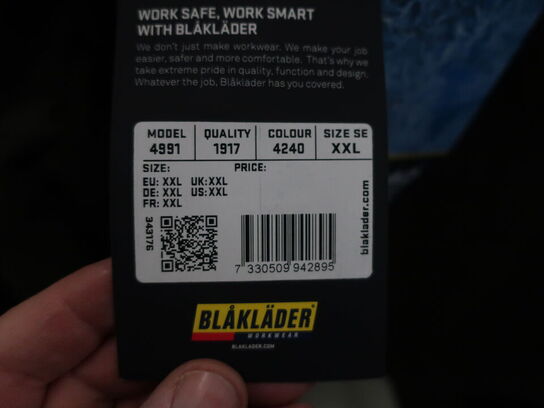 WORK SAFE, WORK SMART
WITH BLÅKLÄDER
We don't just make workwear. We make your job
easier, safer and more comfortable. That's why we
take extreme pride in quality, function and design.
Whatever the job, Blåkläder has you covered.
MODEL QUALITY COLOUR SIZE SE
4991 1917 4240 XXL
SIZE: PRICE:
EU: XXL UK:XXL
DE: XXL US:XXL
FR: XXL
343176
blaklader.com
7 330509 942895
BLÅKLÄDER®
WORKWEAR
BLAKLADER.COM